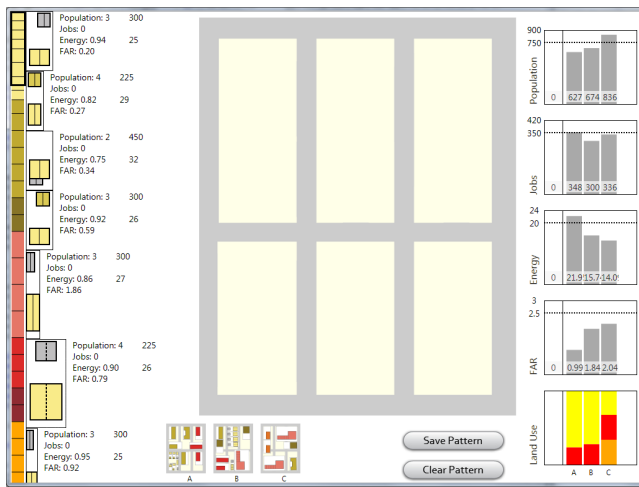 Population: 3 300
Jobs: 0
Energy: 0.94 25
FAR: 0.20
Population: 4 225
Jobs: 0
Energy: 0.82 29
FAR: 0.27
Population: 2 450
Jobs: 0
Energy: 0.75 32
FAR: 0.34
Population: 3 300
Jobs: 0
Energy: 0.92 26
FAR: 0.59
Population: 3 300
Jobs: 0
Energy: 0.86 27
FAR: 1.86
Population: 4 225
Jobs: 0
Energy: 0.90 26
FAR: 0.79
Population: 3 300
Jobs: 0
Energy: 0.95 25
FAR: 0.92
A B C
Save Pattern
Clear Pattern
900
750
Population
0 627 674 836
420
350
Jobs
0 348 300 336
24
20
Energy
0 21.9 15.7 14.0
3
2.5
FAR
0 0.99 1.84 2.04
Land Use
A B C